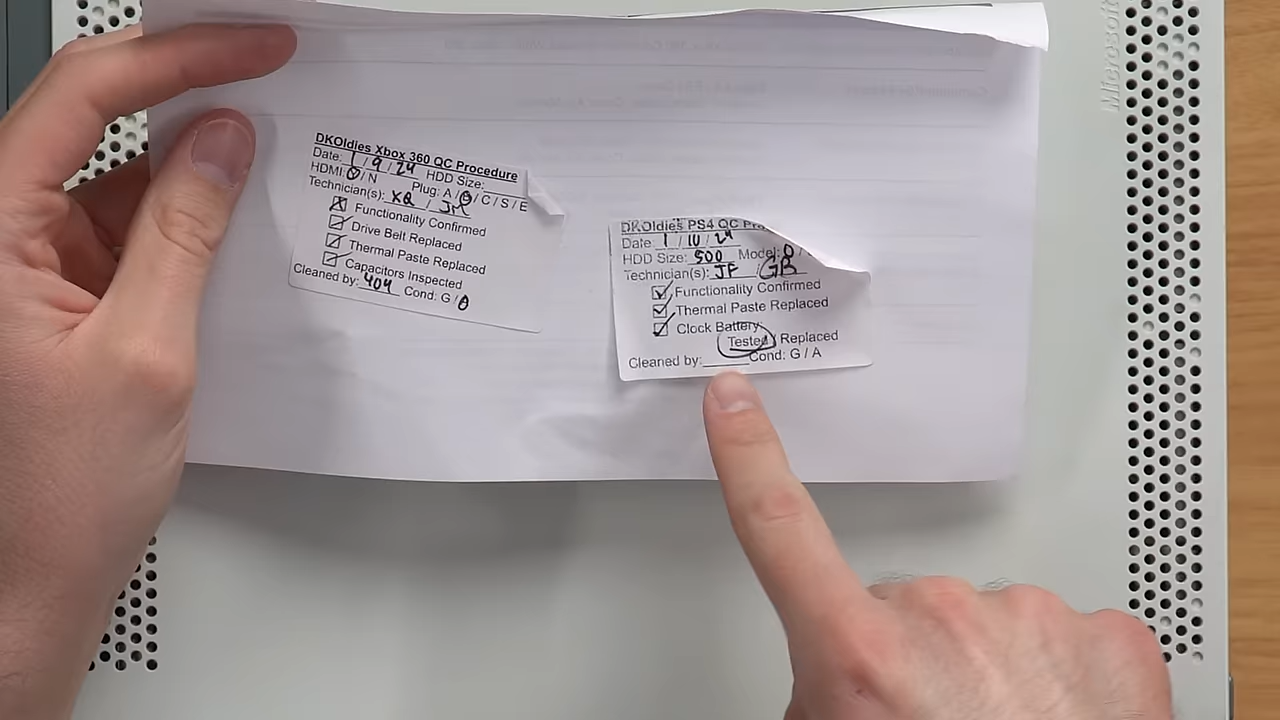 DKOldies Xbox 360 QC Procedure
Date: 1 / 9 / 24 HDD Size:
HDMI: Y / N Plug: A / B / C / S / E
Technician(s): XQ / JM
Functionality Confirmed
Drive Belt Replaced
Thermal Paste Replaced
Capacitors Inspected
Cleaned by: 404 Cond: G / A
DKOldies PS4 QC
Date: 1 / 10 / 24
HDD Size: 500 Model: O /
Technician(s): JF / GB
Functionality Confirmed
Thermal Paste Replaced
Clock Battery
Tested / Replaced
Cleaned by: Cond: G / A
Microsoft